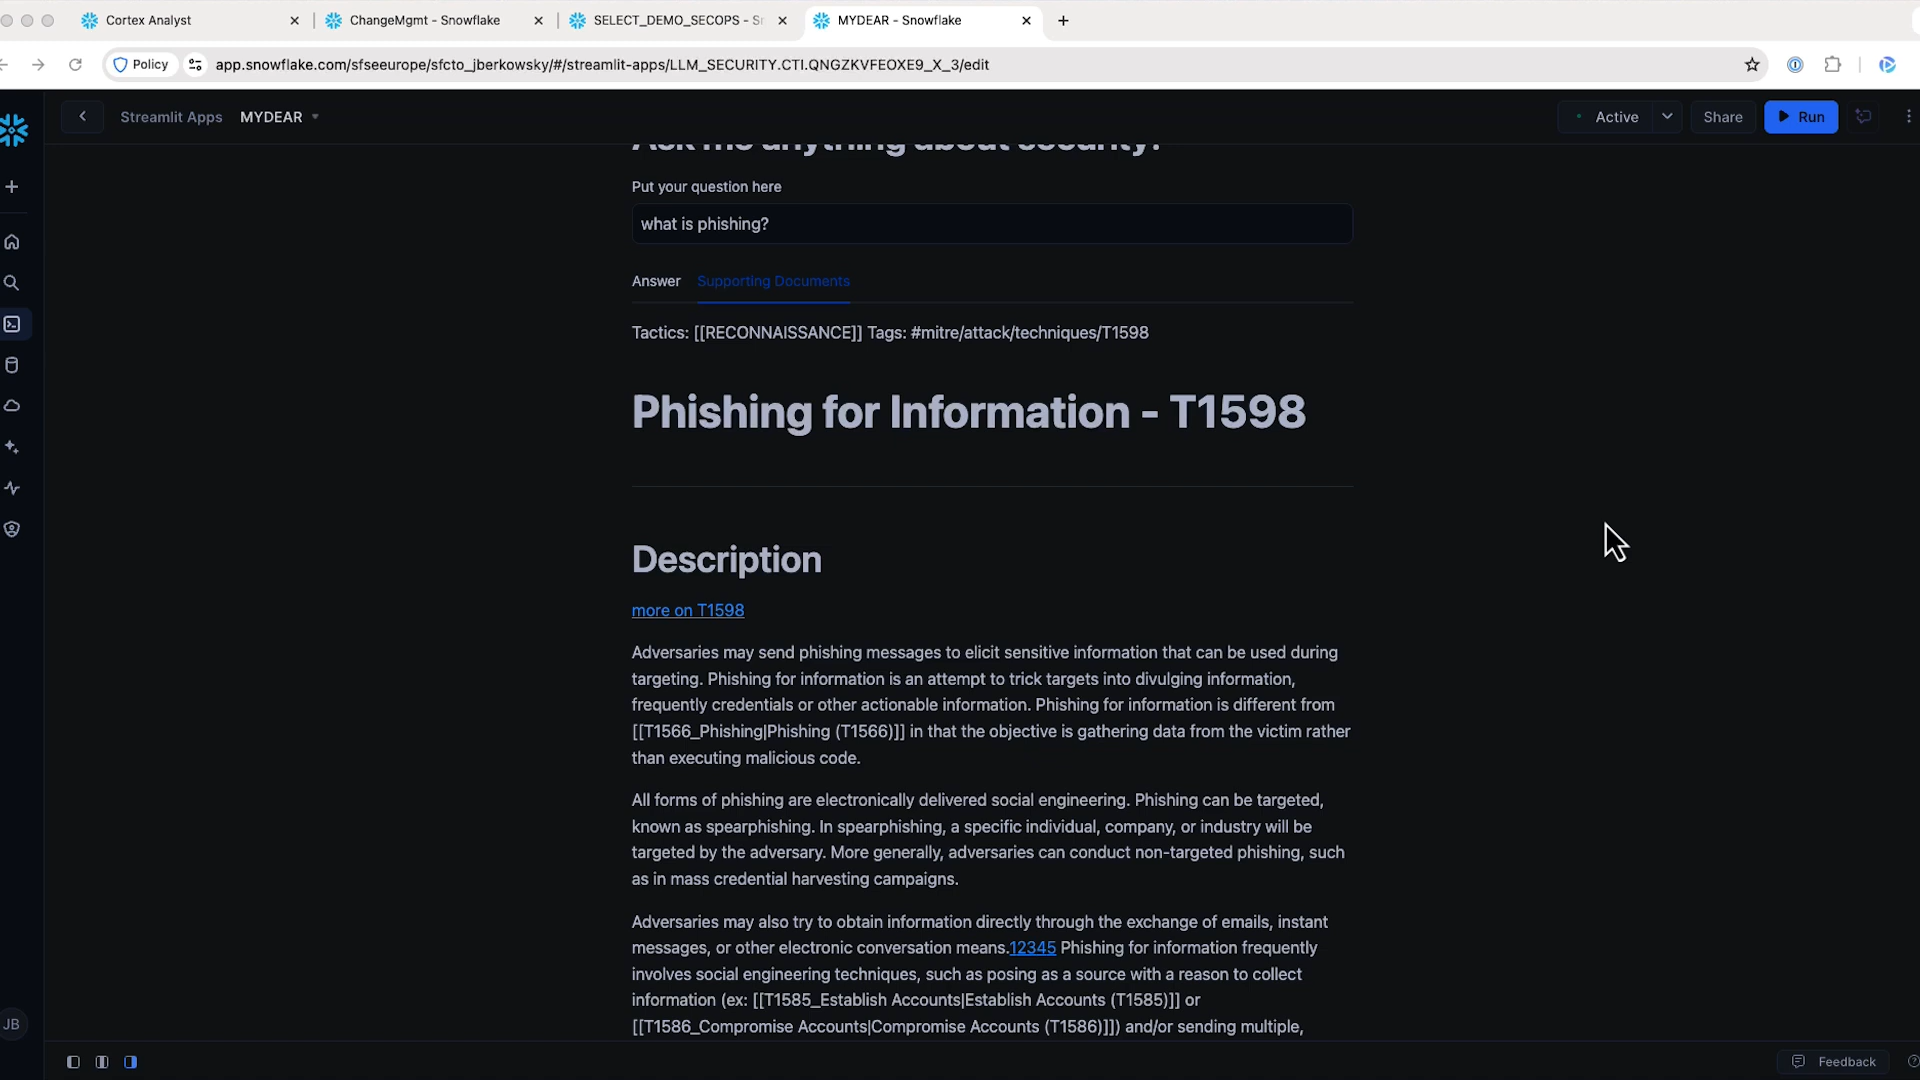 Cortex Analyst
ChangeMgmt - Snowflake
SELECT_DEMO_SECOPS - Sn
MYDEAR - Snowflake
Policy
app.snowflake.com/sfseeurope/sfcto_jberkowsky/#/streamlit-apps/LLM_SECURITY.CTI.QNGZKVFEOXE9_X_3/edit
Streamlit Apps MYDEAR
Active
Share
Run
Ask me anything about security!
Put your question here
what is phishing?
Answer Supporting Documents
Tactics: [[RECONNAISSANCE]] Tags: #mitre/attack/techniques/T1598
Phishing for Information - T1598
Description
more on T1598
Adversaries may send phishing messages to elicit sensitive information that can be used during
targeting. Phishing for information is an attempt to trick targets into divulging information,
frequently credentials or other actionable information. Phishing for information is different from
[[T1566_Phishing|Phishing (T1566)]] in that the objective is gathering data from the victim rather
than executing malicious code.
All forms of phishing are electronically delivered social engineering. Phishing can be targeted,
known as spearphishing. In spearphishing, a specific individual, company, or industry will be
targeted by the adversary. More generally, adversaries can conduct non-targeted phishing, such
as in mass credential harvesting campaigns.
Adversaries may also try to obtain information directly through the exchange of emails, instant
messages, or other electronic conversation means.12345 Phishing for information frequently
involves social engineering techniques, such as posing as a source with a reason to collect
information (ex: [[T1585_Establish Accounts|Establish Accounts (T1585)]] or
[[T1586_Compromise Accounts|Compromise Accounts (T1586)]]) and/or sending multiple,
JB
Feedback